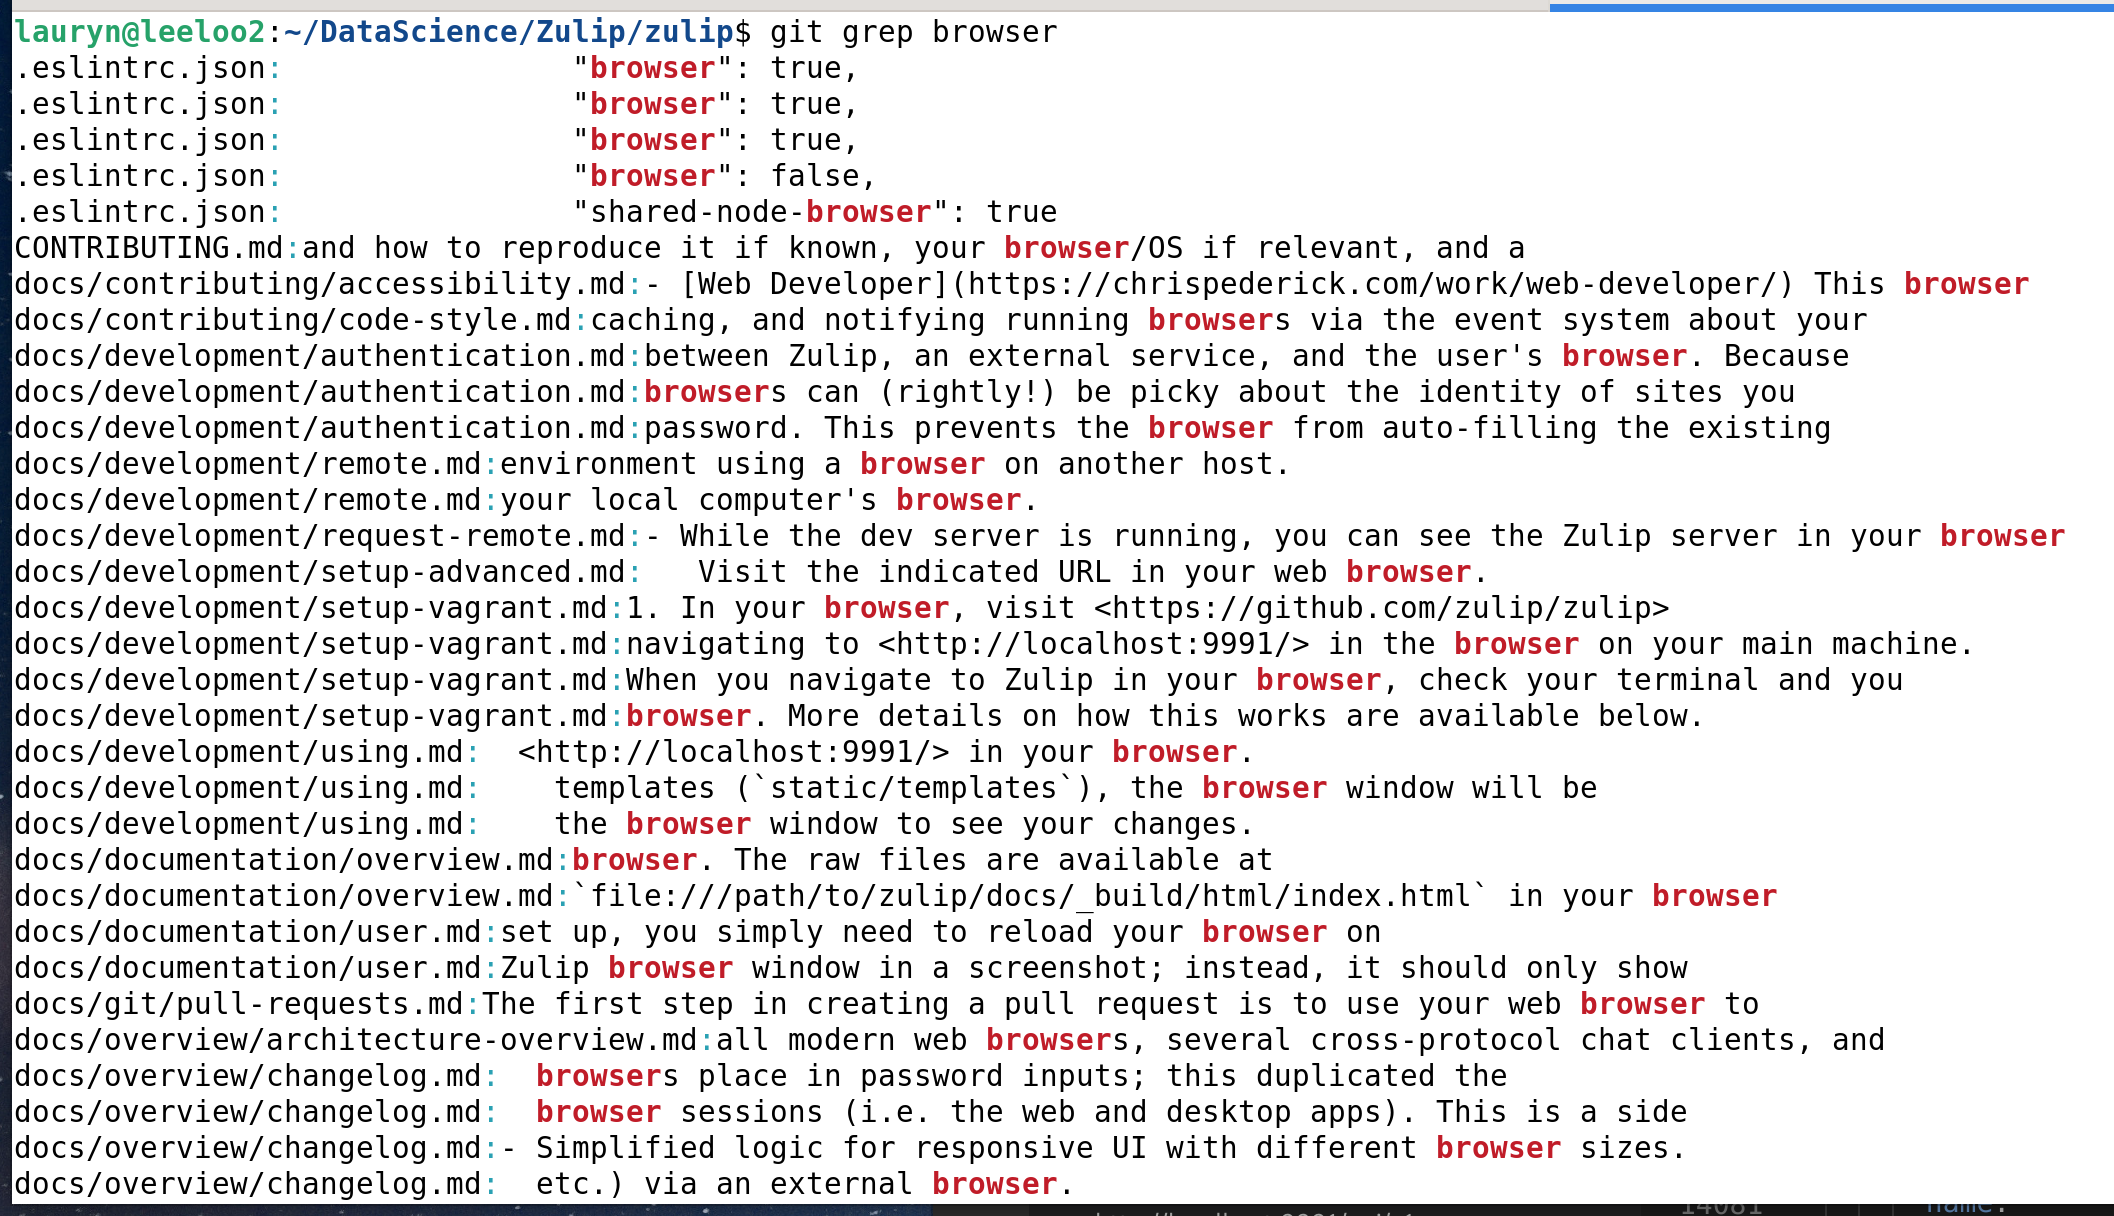 lauryn@leeloo2:~/DataScience/Zulip/zulip$ git grep browser
.eslintrc.json:                "browser": true,
.eslintrc.json:                "browser": true,
.eslintrc.json:                "browser": true,
.eslintrc.json:                "browser": false,
.eslintrc.json:                "shared-node-browser": true
CONTRIBUTING.md:and how to reproduce it if known, your browser/OS if relevant, and a
docs/contributing/accessibility.md:- [Web Developer](https://chrispederick.com/work/web-developer/) This browser
docs/contributing/code-style.md:caching, and notifying running browsers via the event system about your
docs/development/authentication.md:between Zulip, an external service, and the user's browser. Because
docs/development/authentication.md:browsers can (rightly!) be picky about the identity of sites you
docs/development/authentication.md:password. This prevents the browser from auto-filling the existing
docs/development/remote.md:environment using a browser on another host.
docs/development/remote.md:your local computer's browser.
docs/development/request-remote.md:- While the dev server is running, you can see the Zulip server in your browser
docs/development/setup-advanced.md:   Visit the indicated URL in your web browser.
docs/development/setup-vagrant.md:1. In your browser, visit <https://github.com/zulip/zulip>
docs/development/setup-vagrant.md:navigating to <http://localhost:9991/> in the browser on your main machine.
docs/development/setup-vagrant.md:When you navigate to Zulip in your browser, check your terminal and you
docs/development/setup-vagrant.md:browser. More details on how this works are available below.
docs/development/using.md:  <http://localhost:9991/> in your browser.
docs/development/using.md:    templates (`static/templates`), the browser window will be
docs/development/using.md:    the browser window to see your changes.
docs/documentation/overview.md:browser. The raw files are available at
docs/documentation/overview.md:`file:///path/to/zulip/docs/_build/html/index.html` in your browser
docs/documentation/user.md:set up, you simply need to reload your browser on
docs/documentation/user.md:Zulip browser window in a screenshot; instead, it should only show
docs/git/pull-requests.md:The first step in creating a pull request is to use your web browser to
docs/overview/architecture-overview.md:all modern web browsers, several cross-protocol chat clients, and
docs/overview/changelog.md:  browsers place in password inputs; this duplicated the
docs/overview/changelog.md:  browser sessions (i.e. the web and desktop apps). This is a side
docs/overview/changelog.md:- Simplified logic for responsive UI with different browser sizes.
docs/overview/changelog.md:  etc.) via an external browser.
14081 name: